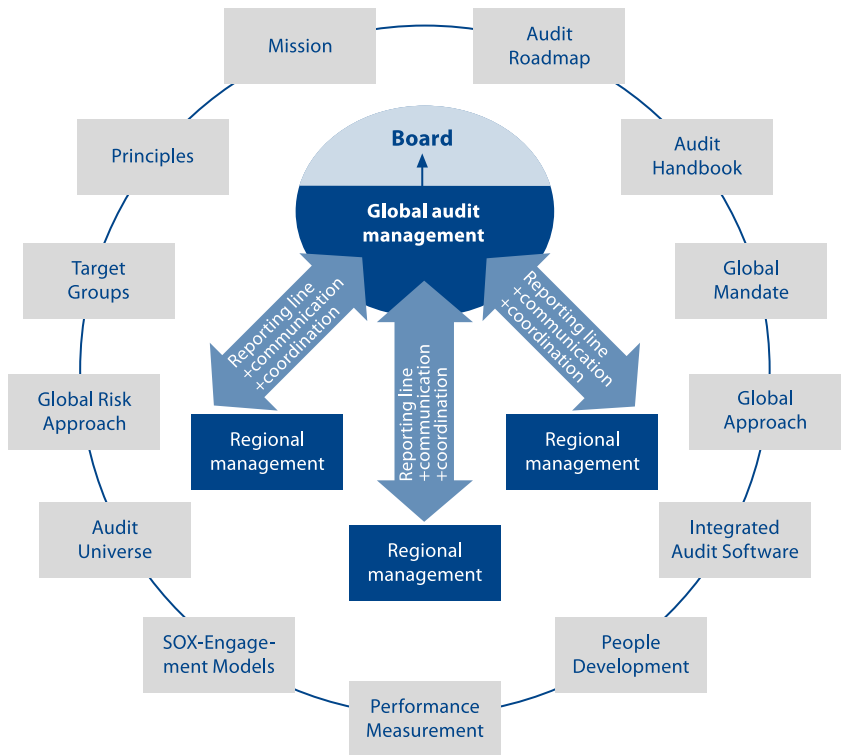 Mission
Audit
Roadmap
Principles
Board
Audit
Handbook
Global audit
management
Target
Groups
Global
Mandate
Reporting line
+communication
+coordination
Reporting line
+communication
+coordination
Reporting line
+communication
+coordination
Global Risk
Approach
Regional
management
Regional
management
Global
Approach
Audit
Universe
Regional
management
Integrated
Audit Software
SOX-Engage-
ment Models
People
Development
Performance
Measurement